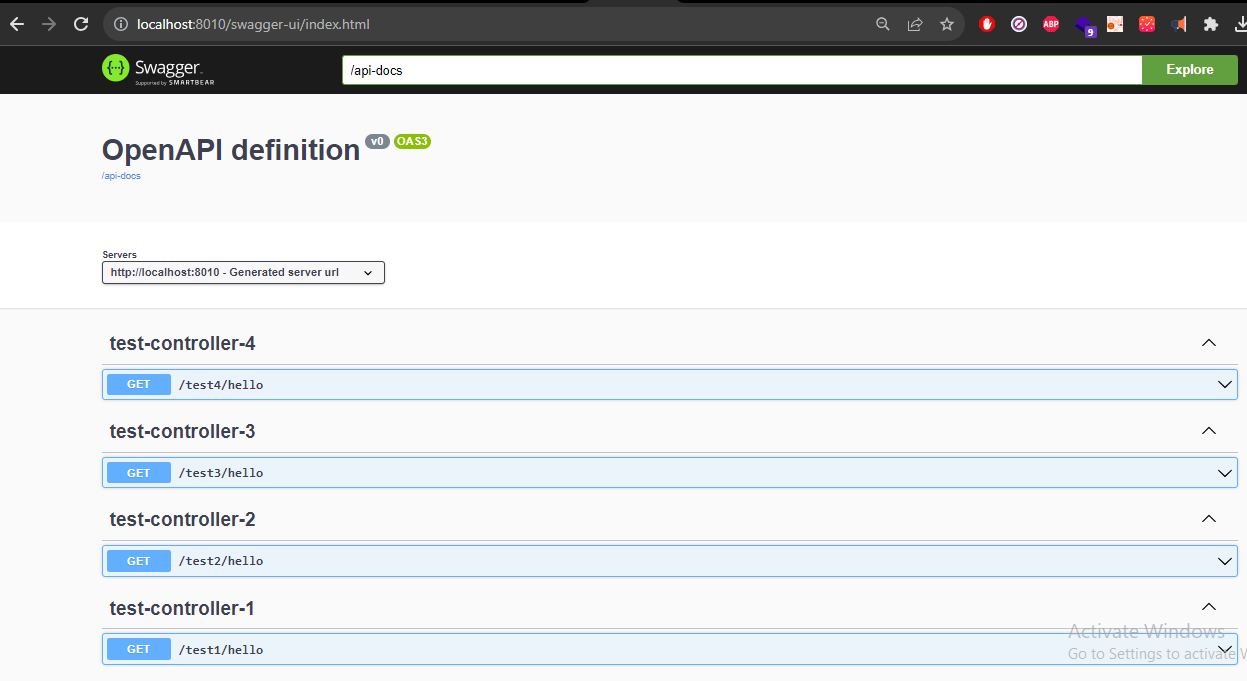 localhost:8010/swagger-ui/index.html
ABP
9
Swagger
Supported by SMARTBEAR
/api-docs
Explore
OpenAPI definition v0 OAS3
/api-docs
Servers
http://localhost:8010 - Generated server url
test-controller-4
GET /test4/hello
test-controller-3
GET /test3/hello
test-controller-2
GET /test2/hello
test-controller-1
GET /test1/hello
Activate Windows
Go to Settings to activate W